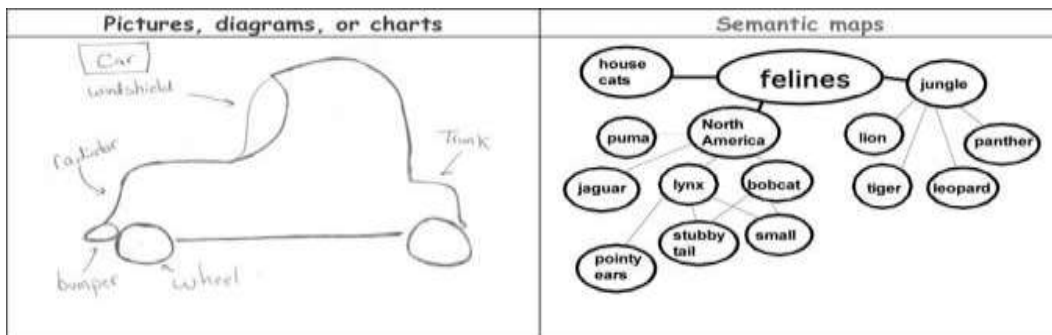 Pictures, diagrams, or charts
Car
windshield
radiator
Trunk
bumper
wheel
Semantic maps
house
cats
felines
jungle
puma
North
America
lion
panther
jaguar
lynx
bobcat
tiger
leopard
stubby
tail
small
pointy
ears